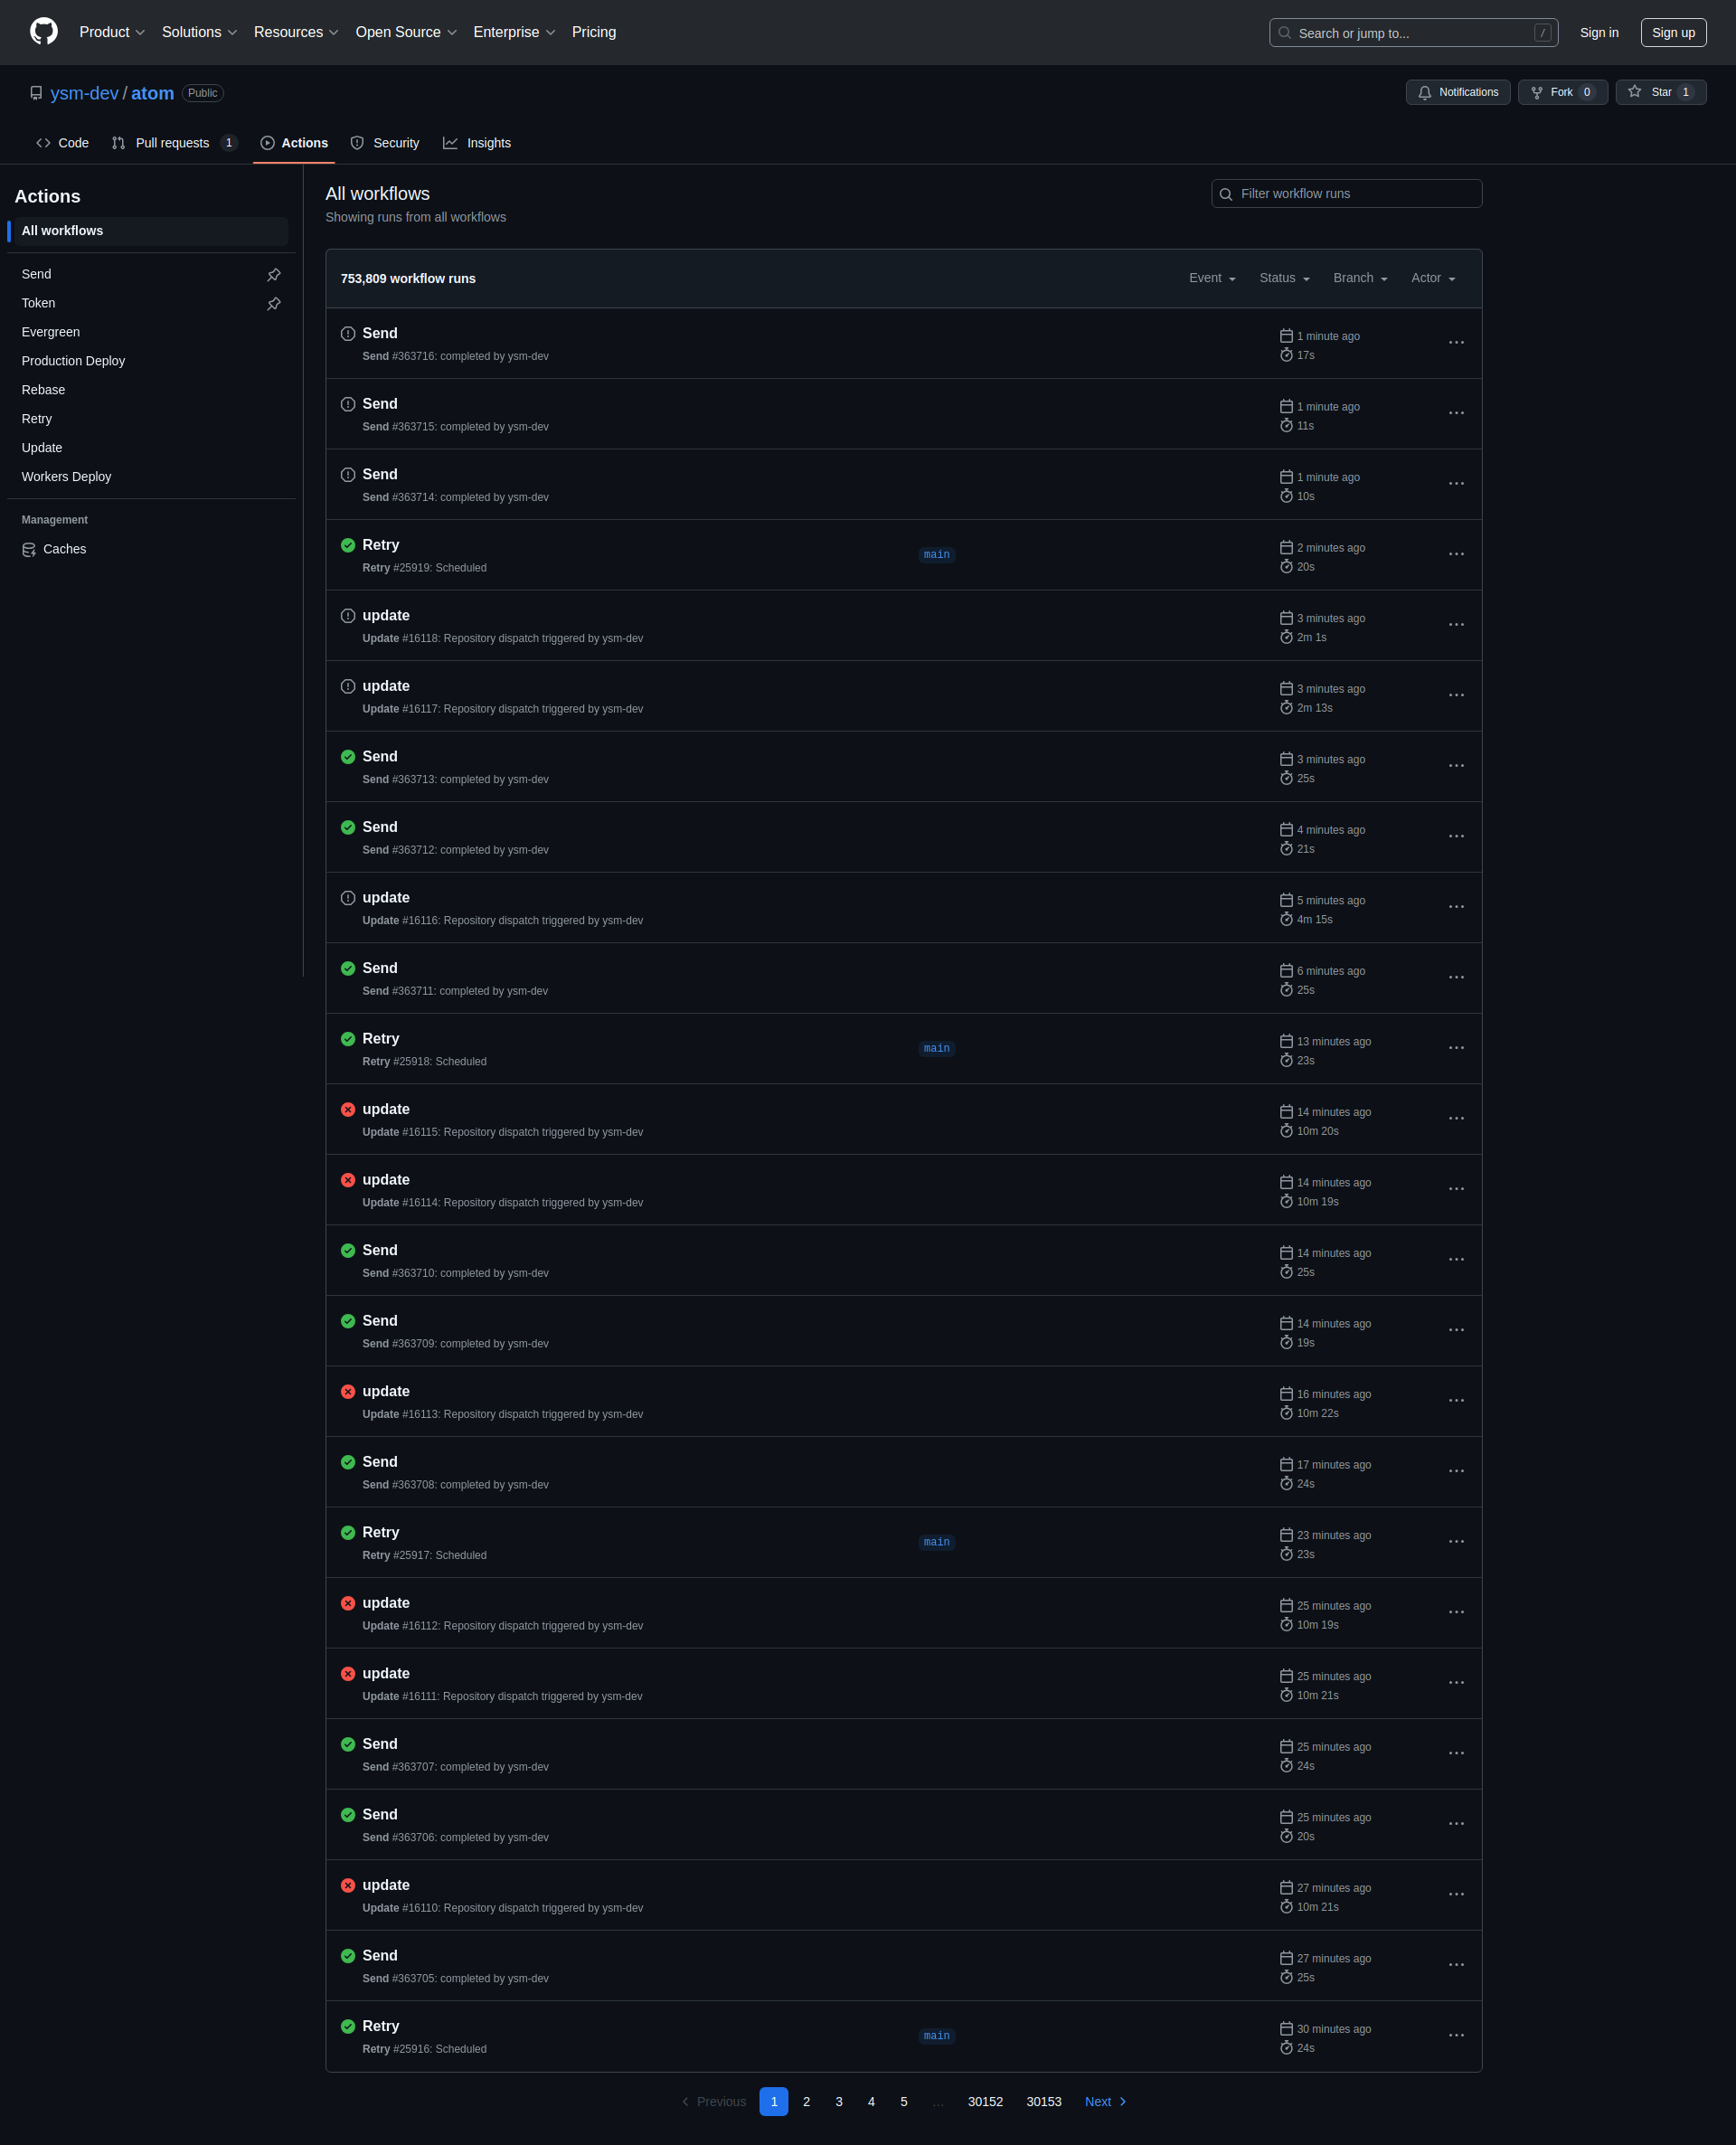 Product Solutions Resources Open Source Enterprise Pricing Search or jump to... / Sign in Sign up
ysm-dev / atom Public Notifications Fork 0 Star 1
Code Pull requests 1 Actions Security Insights
Actions
All workflows
Send
Token
Evergreen
Production Deploy
Rebase
Retry
Update
Workers Deploy
Management
Caches
All workflows
Showing runs from all workflows
Filter workflow runs
753,809 workflow runs Event Status Branch Actor
Send
Send #363716: completed by ysm-dev
1 minute ago
17s
Send
Send #363715: completed by ysm-dev
1 minute ago
11s
Send
Send #363714: completed by ysm-dev
1 minute ago
10s
Retry
Retry #25919: Scheduled
main
2 minutes ago
20s
update
Update #16118: Repository dispatch triggered by ysm-dev
3 minutes ago
2m 1s
update
Update #16117: Repository dispatch triggered by ysm-dev
3 minutes ago
2m 13s
Send
Send #363713: completed by ysm-dev
3 minutes ago
25s
Send
Send #363712: completed by ysm-dev
4 minutes ago
21s
update
Update #16116: Repository dispatch triggered by ysm-dev
5 minutes ago
4m 15s
Send
Send #363711: completed by ysm-dev
6 minutes ago
25s
Retry
Retry #25918: Scheduled
main
13 minutes ago
23s
update
Update #16115: Repository dispatch triggered by ysm-dev
14 minutes ago
10m 20s
update
Update #16114: Repository dispatch triggered by ysm-dev
14 minutes ago
10m 19s
Send
Send #363710: completed by ysm-dev
14 minutes ago
25s
Send
Send #363709: completed by ysm-dev
14 minutes ago
19s
update
Update #16113: Repository dispatch triggered by ysm-dev
16 minutes ago
10m 22s
Send
Send #363708: completed by ysm-dev
17 minutes ago
24s
Retry
Retry #25917: Scheduled
main
23 minutes ago
23s
update
Update #16112: Repository dispatch triggered by ysm-dev
25 minutes ago
10m 19s
update
Update #16111: Repository dispatch triggered by ysm-dev
25 minutes ago
10m 21s
Send
Send #363707: completed by ysm-dev
25 minutes ago
24s
Send
Send #363706: completed by ysm-dev
25 minutes ago
20s
update
Update #16110: Repository dispatch triggered by ysm-dev
27 minutes ago
10m 21s
Send
Send #363705: completed by ysm-dev
27 minutes ago
25s
Retry
Retry #25916: Scheduled
main
30 minutes ago
24s
Previous 1 2 3 4 5 … 30152 30153 Next